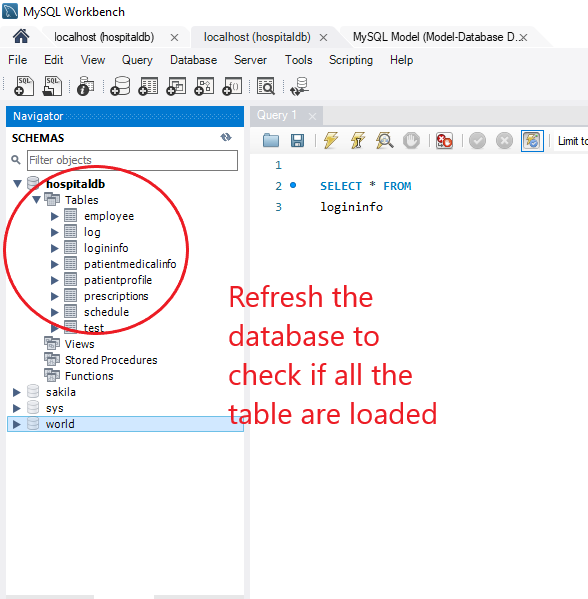 MySQL Workbench
localhost (hospitaldb) ×
localhost (hospitaldb) ×
MySQL Model (Model-Database D... ×
File Edit View Query Database Server Tools Scripting Help
Navigator
Query 1 ×
SCHEMAS
Filter objects
Limit to
hospitaldb
Tables
employee
log
logininfo
patientmedicalinfo
patientprofile
prescriptions
schedule
test
Views
Stored Procedures
Functions
sakila
sys
world
1
2 SELECT * FROM
3 logininfo
Refresh the
database to
check if all the
table are loaded